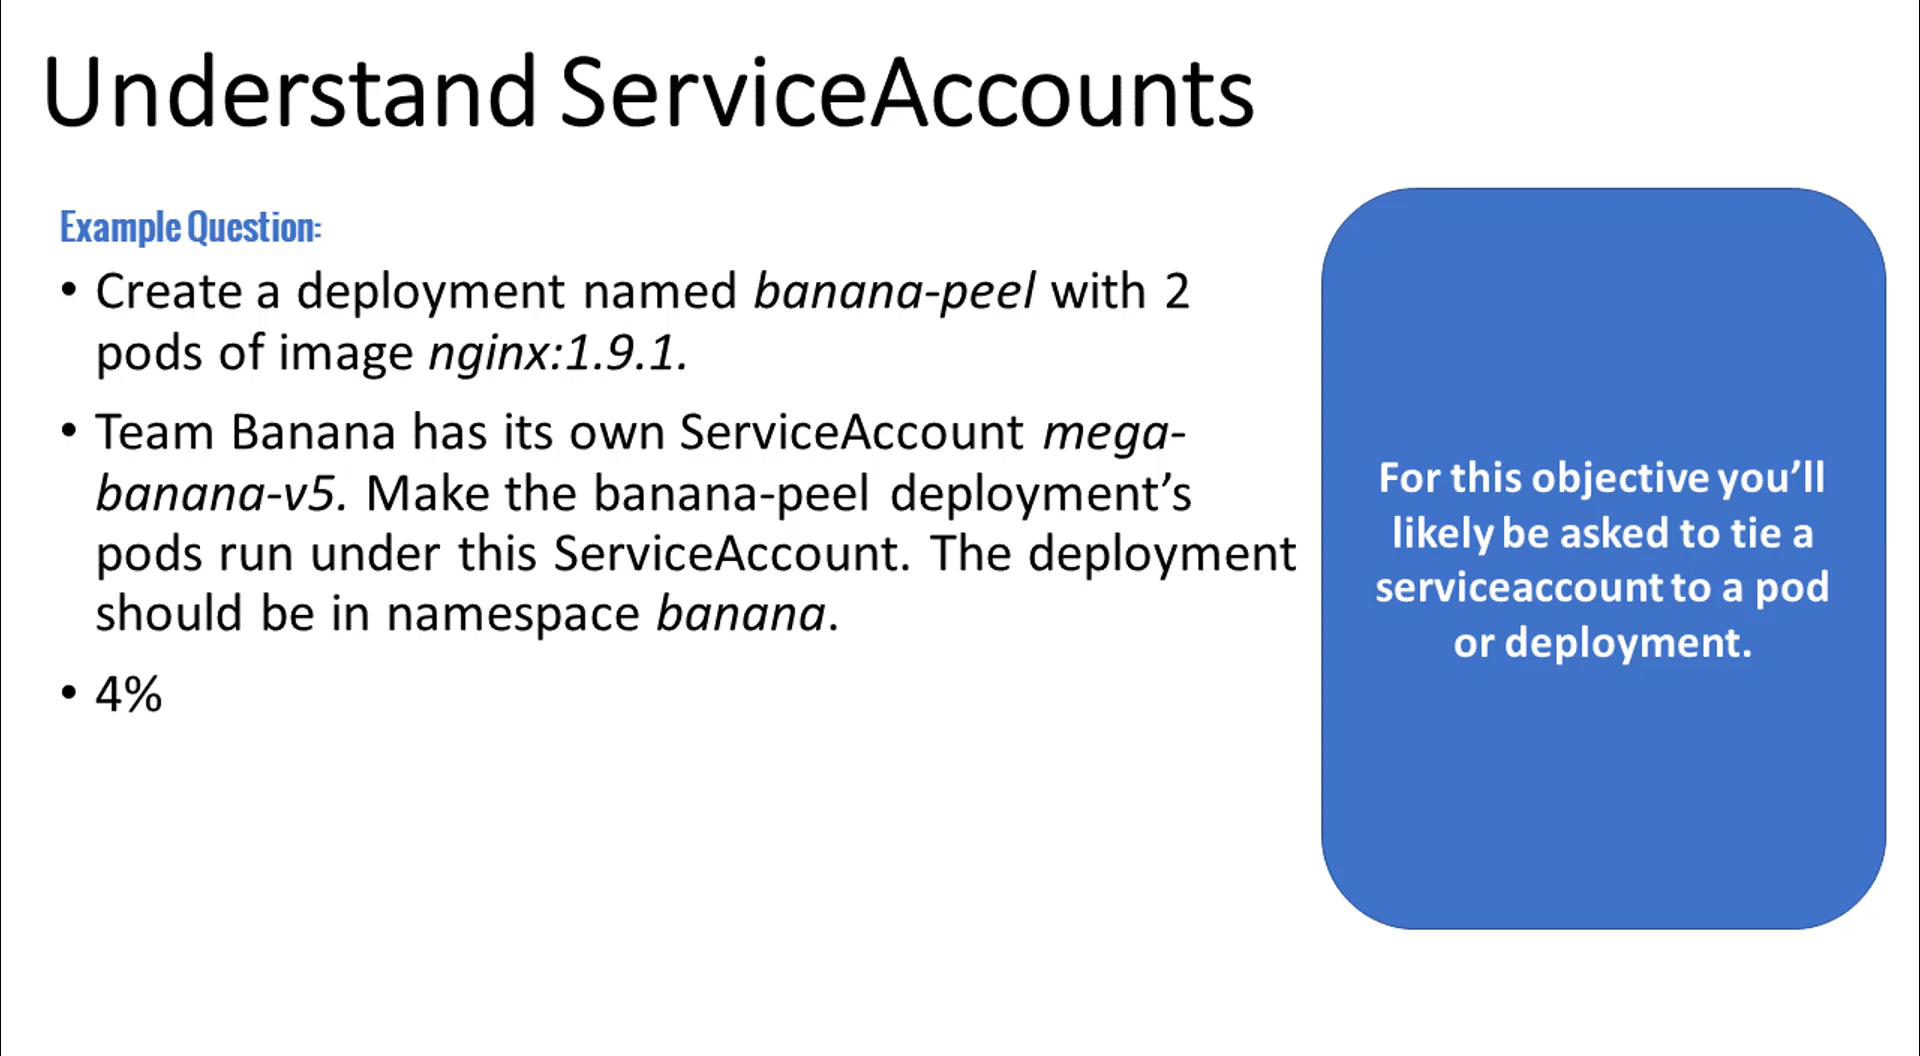 Understand ServiceAccounts
Example Question:
• Create a deployment named banana-peel with 2
pods of image nginx:1.9.1.
• Team Banana has its own ServiceAccount mega-
banana-v5. Make the banana-peel deployment’s
pods run under this ServiceAccount. The deployment
should be in namespace banana.
• 4%
For this objective you’ll
likely be asked to tie a
serviceaccount to a pod
or deployment.